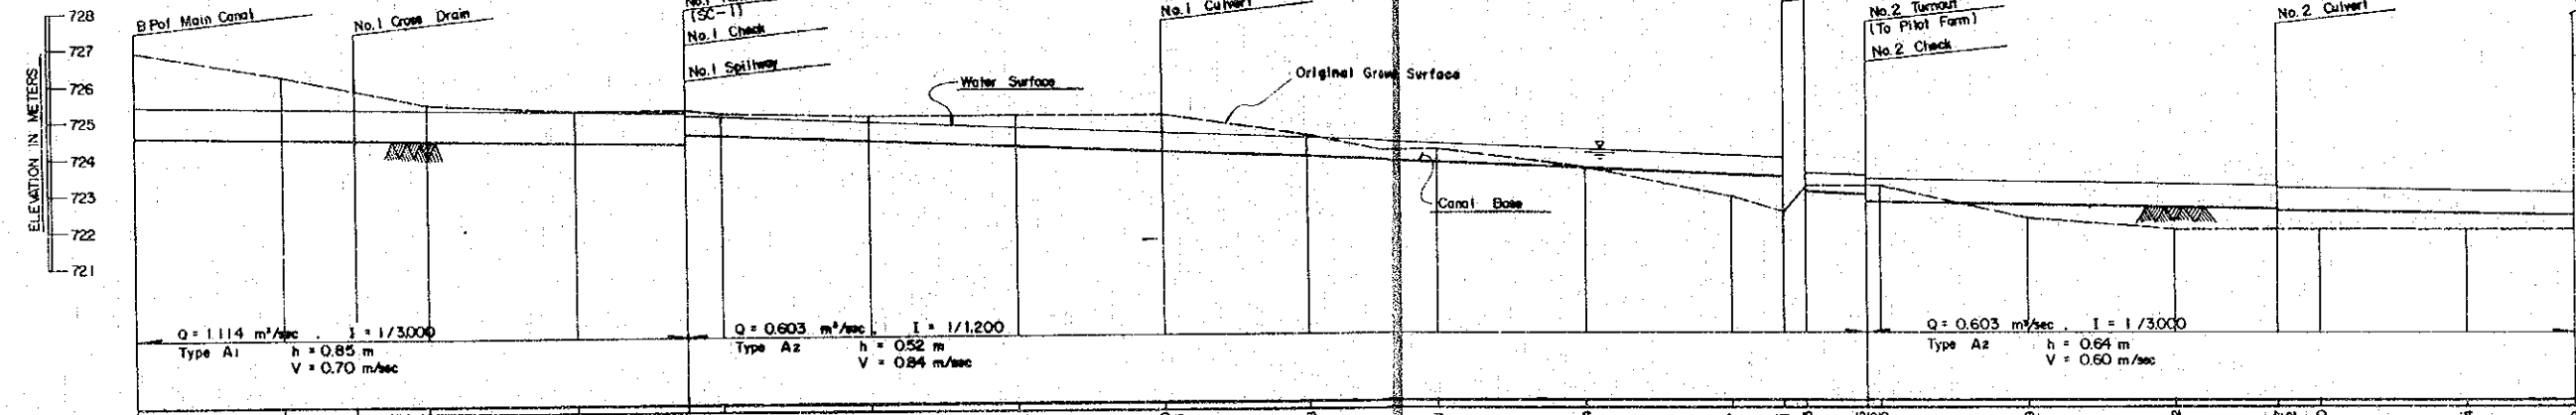 728
727
726
725
724
723
722
721
ELEVATION IN METERS
B Pol Main Canal
No.1 Cross Drain
(SC-1)
No.1 Check
No.1 Spillway
Water Surface
No.1 Culvert
Original Groun Surface
Canal Base
No.2 Turnout
(To Pilot Farm)
No.2 Check
No.2 Culvert
Q = 1.114 m³/sec , I = 1/3,000
Type A1 h = 0.85 m
V = 0.70 m/sec
Q = 0.603 m³/sec , I = 1/1,200
Type A2 h = 0.52 m
V = 0.84 m/sec
Q = 0.603 m³/sec , I = 1/3,000
Type A2 h = 0.64 m
V = 0.60 m/sec